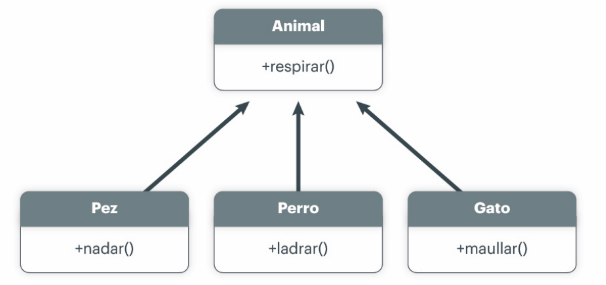 Animal
+respirar()
Pez
+nadar()
Perro
+ladrar()
Gato
+maullar()